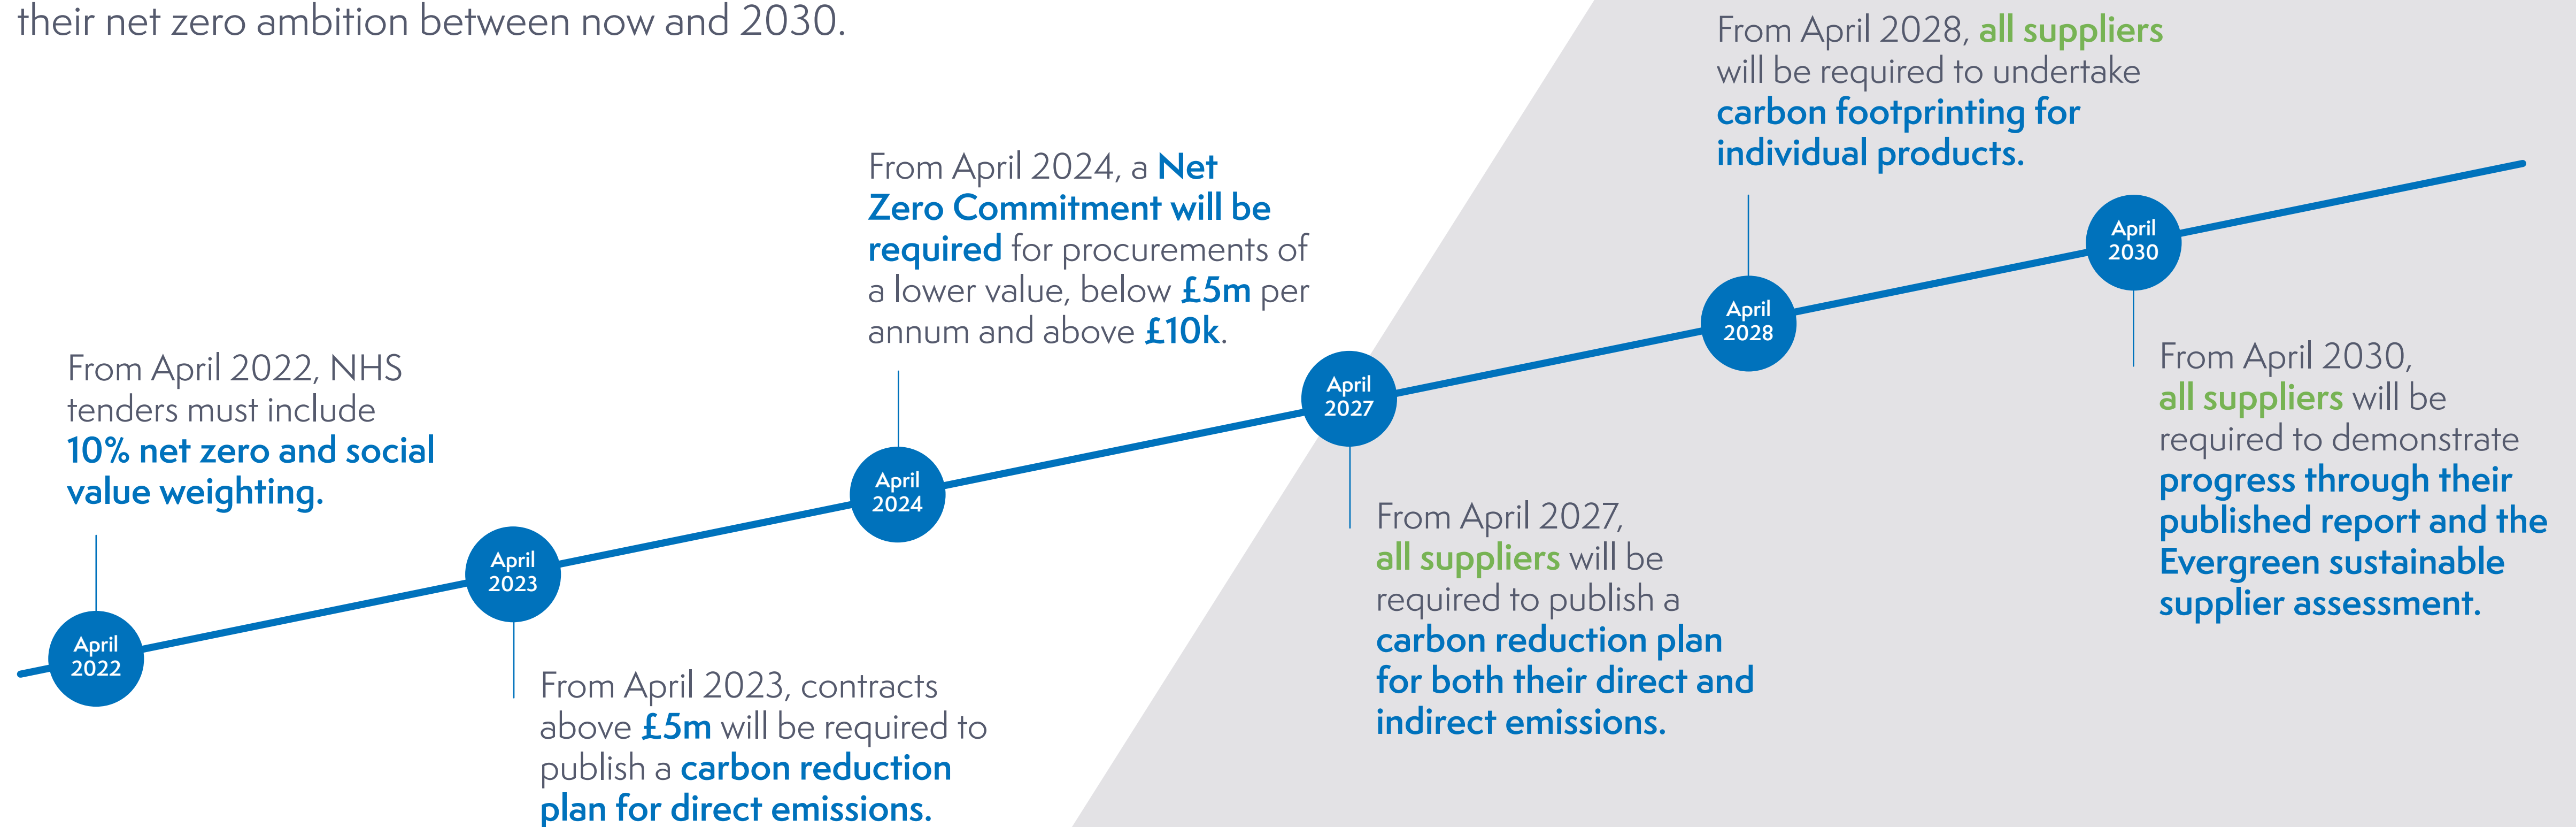 their net zero ambition between now and 2030.
From April 2022, NHS
tenders must include
10% net zero and social
value weighting.
April
2022
April
2023
From April 2023, contracts
above £5m will be required to
publish a carbon reduction
plan for direct emissions.
From April 2024, a Net
Zero Commitment will be
required for procurements of
a lower value, below £5m per
annum and above £10k.
April
2024
April
2027
From April 2027,
all suppliers will be
required to publish a
carbon reduction plan
for both their direct and
indirect emissions.
From April 2028, all suppliers
will be required to undertake
carbon footprinting for
individual products.
April
2028
April
2030
From April 2030,
all suppliers will be
required to demonstrate
progress through their
published report and the
Evergreen sustainable
supplier assessment.